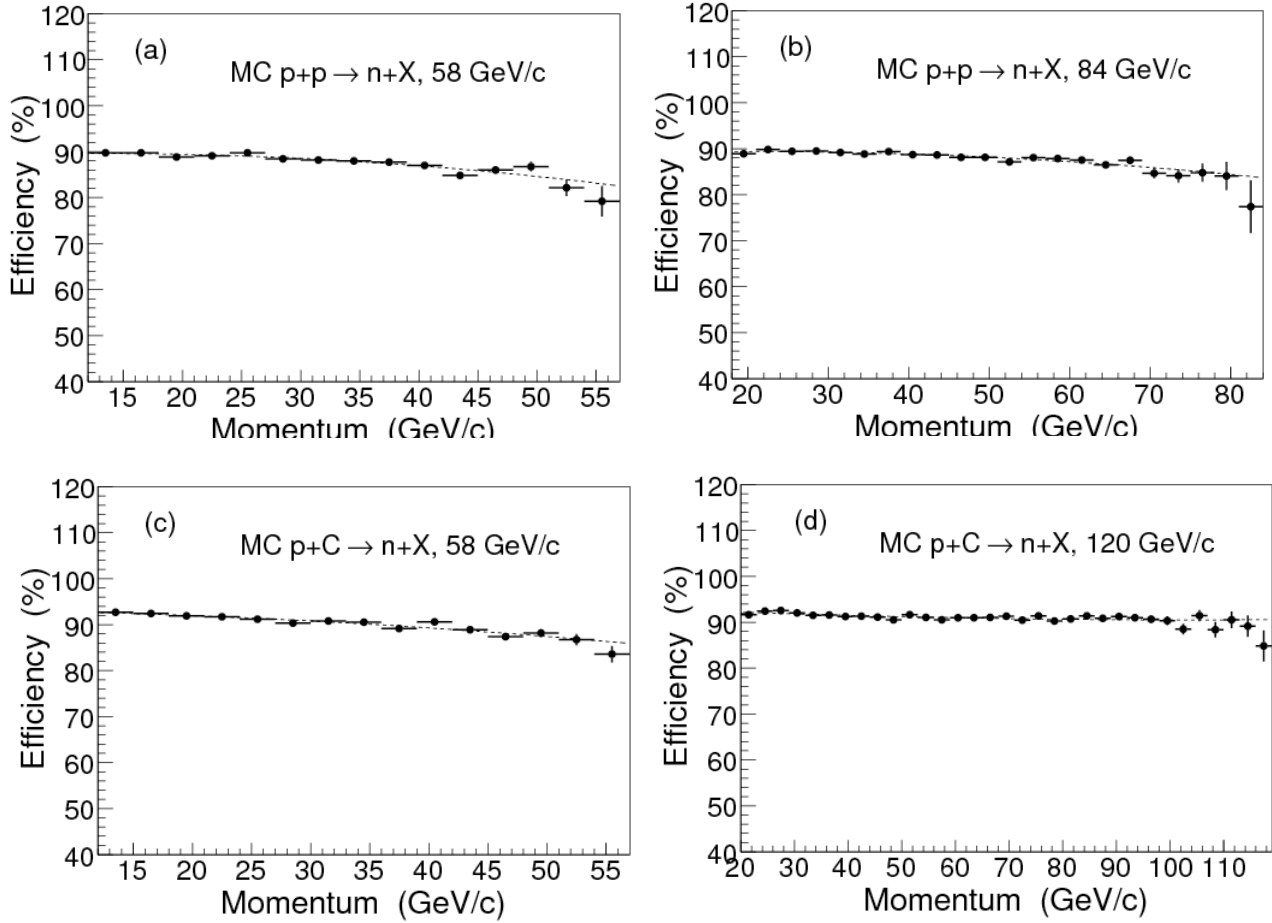 (a)
MC p+p → n+X, 58 GeV/c
Efficiency (%)
120
110
100
90
80
70
60
50
40
15 20 25 30 35 40 45 50 55
Momentum (GeV/c)
(b)
MC p+p → n+X, 84 GeV/c
Efficiency (%)
120
110
100
90
80
70
60
50
40
20 30 40 50 60 70 80
Momentum (GeV/c)
(c)
MC p+C → n+X, 58 GeV/c
Efficiency (%)
120
110
100
90
80
70
60
50
40
15 20 25 30 35 40 45 50 55
Momentum (GeV/c)
(d)
MC p+C → n+X, 120 GeV/c
Efficiency (%)
120
110
100
90
80
70
60
50
40
20 30 40 50 60 70 80 90 100 110
Momentum (GeV/c)